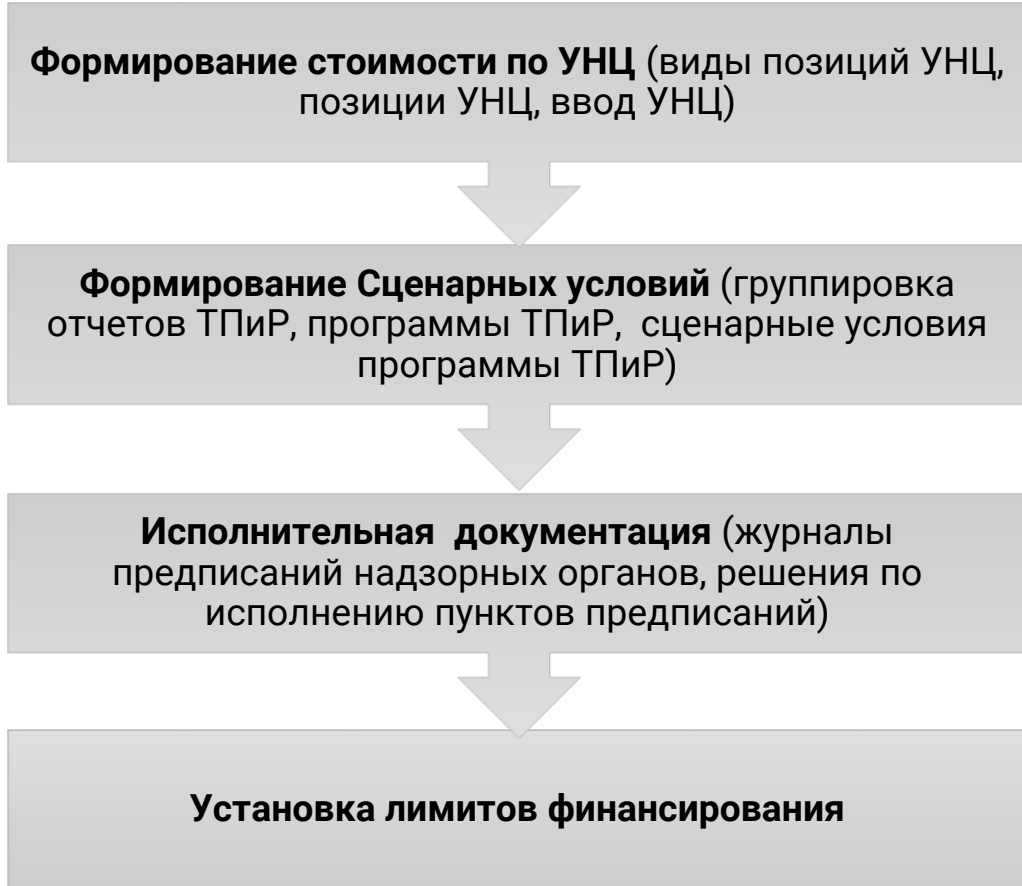 Формирование стоимости по УНЦ (виды позиций УНЦ,
позиции УНЦ, ввод УНЦ)
Формирование Сценарных условий (группировка
отчетов ТПиР, программы ТПиР, сценарные условия
программы ТПиР)
Исполнительная документация (журналы
предписаний надзорных органов, решения по
исполнению пунктов предписаний)
Установка лимитов финансирования